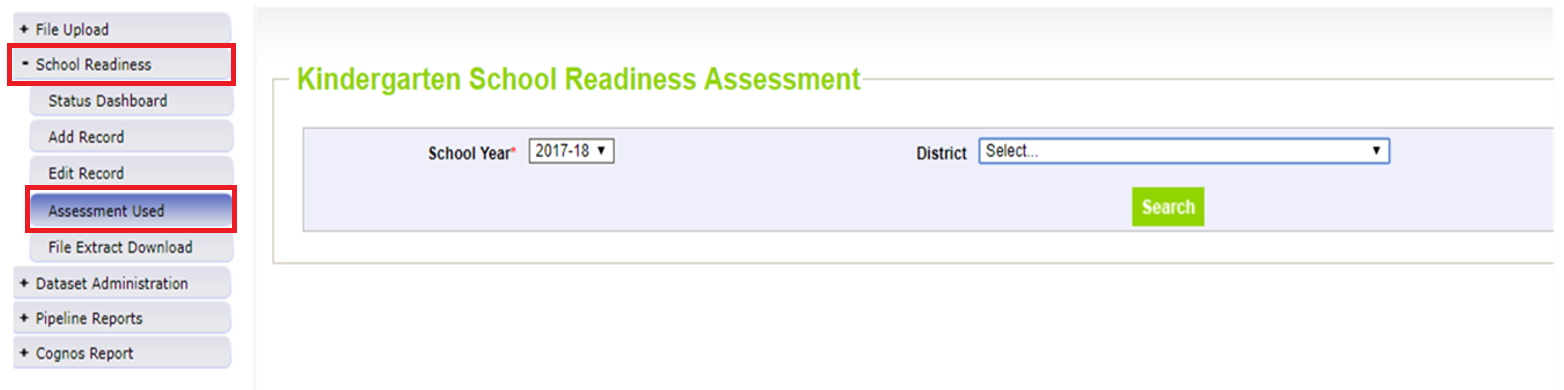 + File Upload
- School Readiness
Status Dashboard
Add Record
Edit Record
Assessment Used
File Extract Download
+ Dataset Administration
+ Pipeline Reports
+ Cognos Report
Kindergarten School Readiness Assessment
School Year* 2017-18 ▼ District Select... ▼
Search